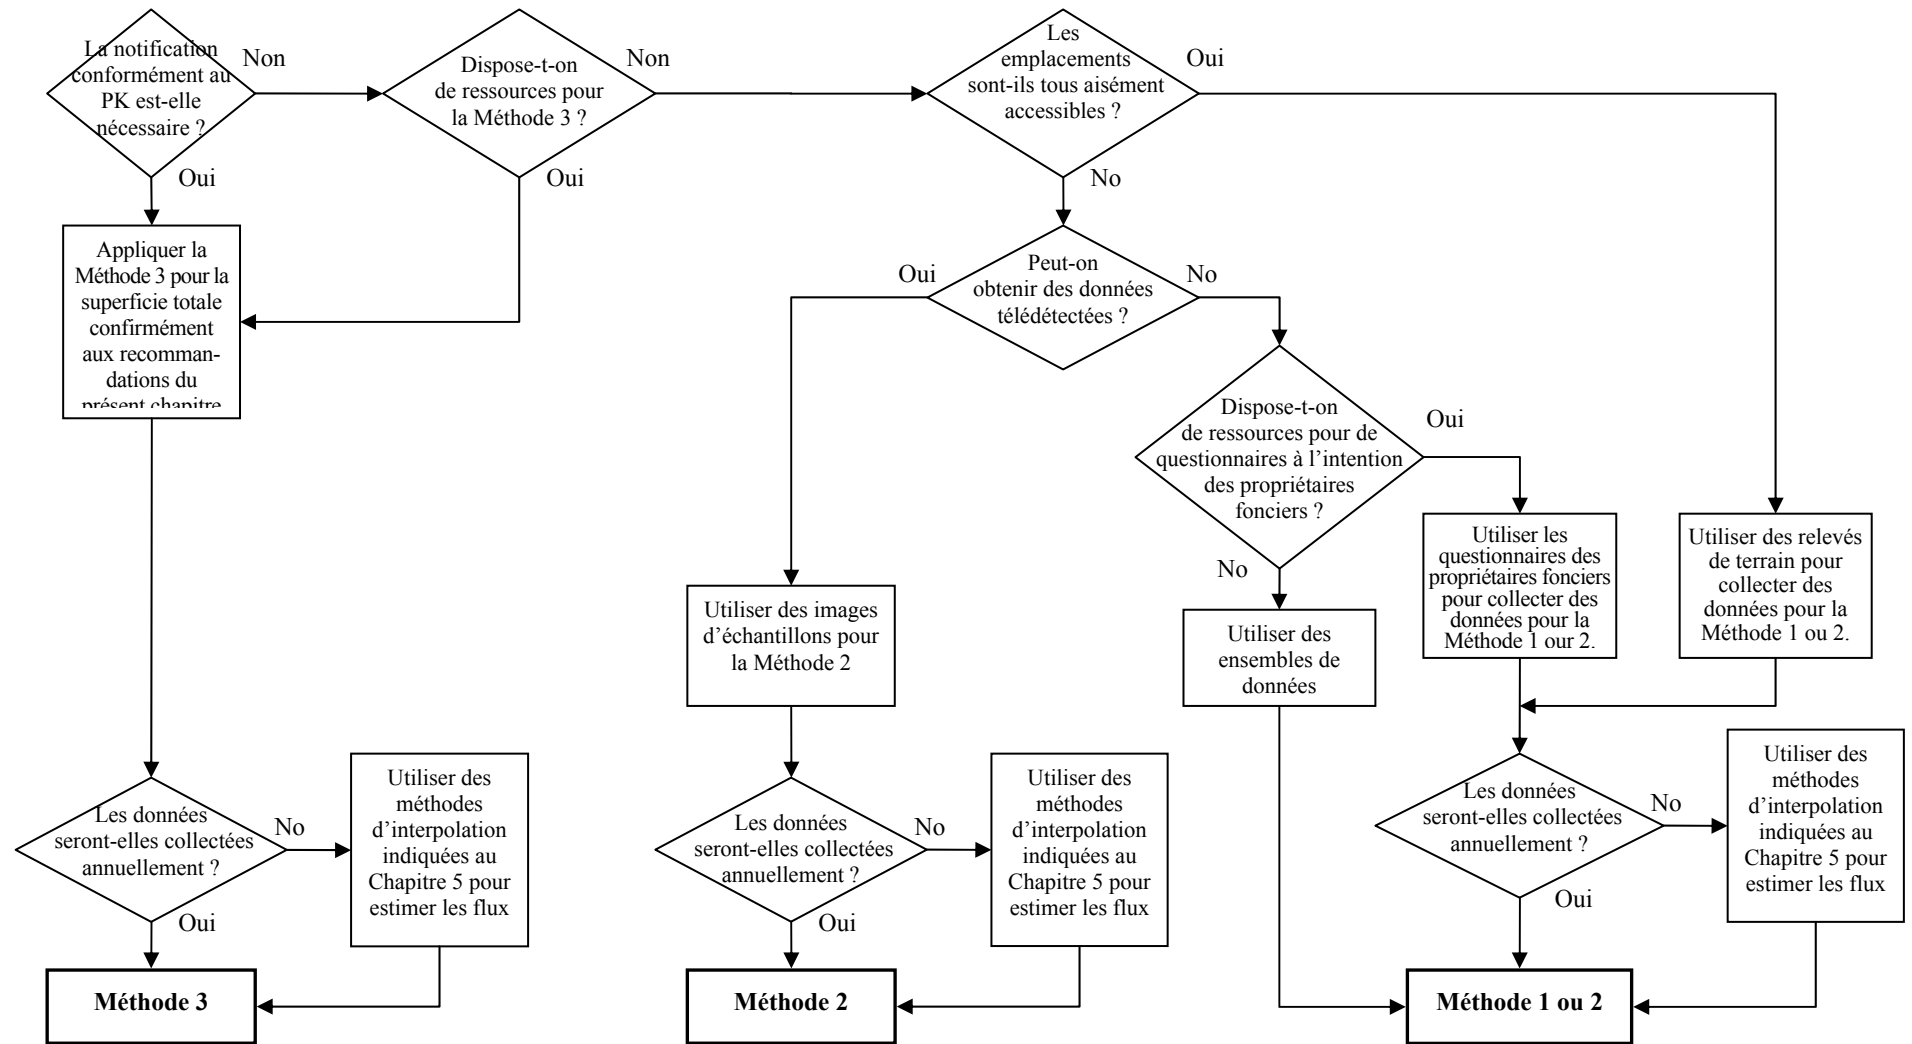 La notification
conformément au
PK est-elle
nécessaire ?
Non
Oui
Dispose-t-on
de ressources pour
la Méthode 3 ?
Non
Oui
Les
emplacements
sont-ils tous aisément
accessibles ?
Oui
No
Appliquer la
Méthode 3 pour la
superficie totale
confirmément
aux recomman-
dations du
présent chapitre
Peut-on
obtenir des données
télédétectées ?
Oui
No
Dispose-t-on
de ressources pour de
questionnaires à l’intention
des propriétaires
fonciers ?
Oui
No
Utiliser des images
d’échantillons pour
la Méthode 2
Utiliser des
ensembles de
données
Utiliser les
questionnaires des
propriétaires fonciers
pour collecter des
données pour la
Méthode 1 our 2.
Utiliser des relevés
de terrain pour
collecter des
données pour la
Méthode 1 ou 2.
Les données
seront-elles collectées
annuellement ?
No
Oui
Utiliser des
méthodes
d’interpolation
indiquées au
Chapitre 5 pour
estimer les flux
Les données
seront-elles collectées
annuellement ?
No
Oui
Utiliser des
méthodes
d’interpolation
indiquées au
Chapitre 5 pour
estimer les flux
Les données
seront-elles collectées
annuellement ?
No
Oui
Utiliser des
méthodes
d’interpolation
indiquées au
Chapitre 5 pour
estimer les flux
Méthode 3
Méthode 2
Méthode 1 ou 2